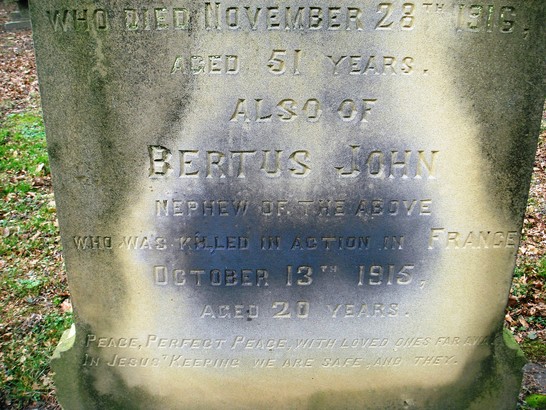 WHO DIED NOVEMBER 28TH 1916,
AGED 51 YEARS.
ALSO OF
BERTUS JOHN
NEPHEW OF THE ABOVE
WHO WAS KILLED IN ACTION IN FRANCE
OCTOBER 13TH 1915,
AGED 20 YEARS.
PEACE, PERFECT PEACE, WITH LOVED ONES FAR AWAY
IN JESUS' KEEPING WE ARE SAFE, AND THEY.